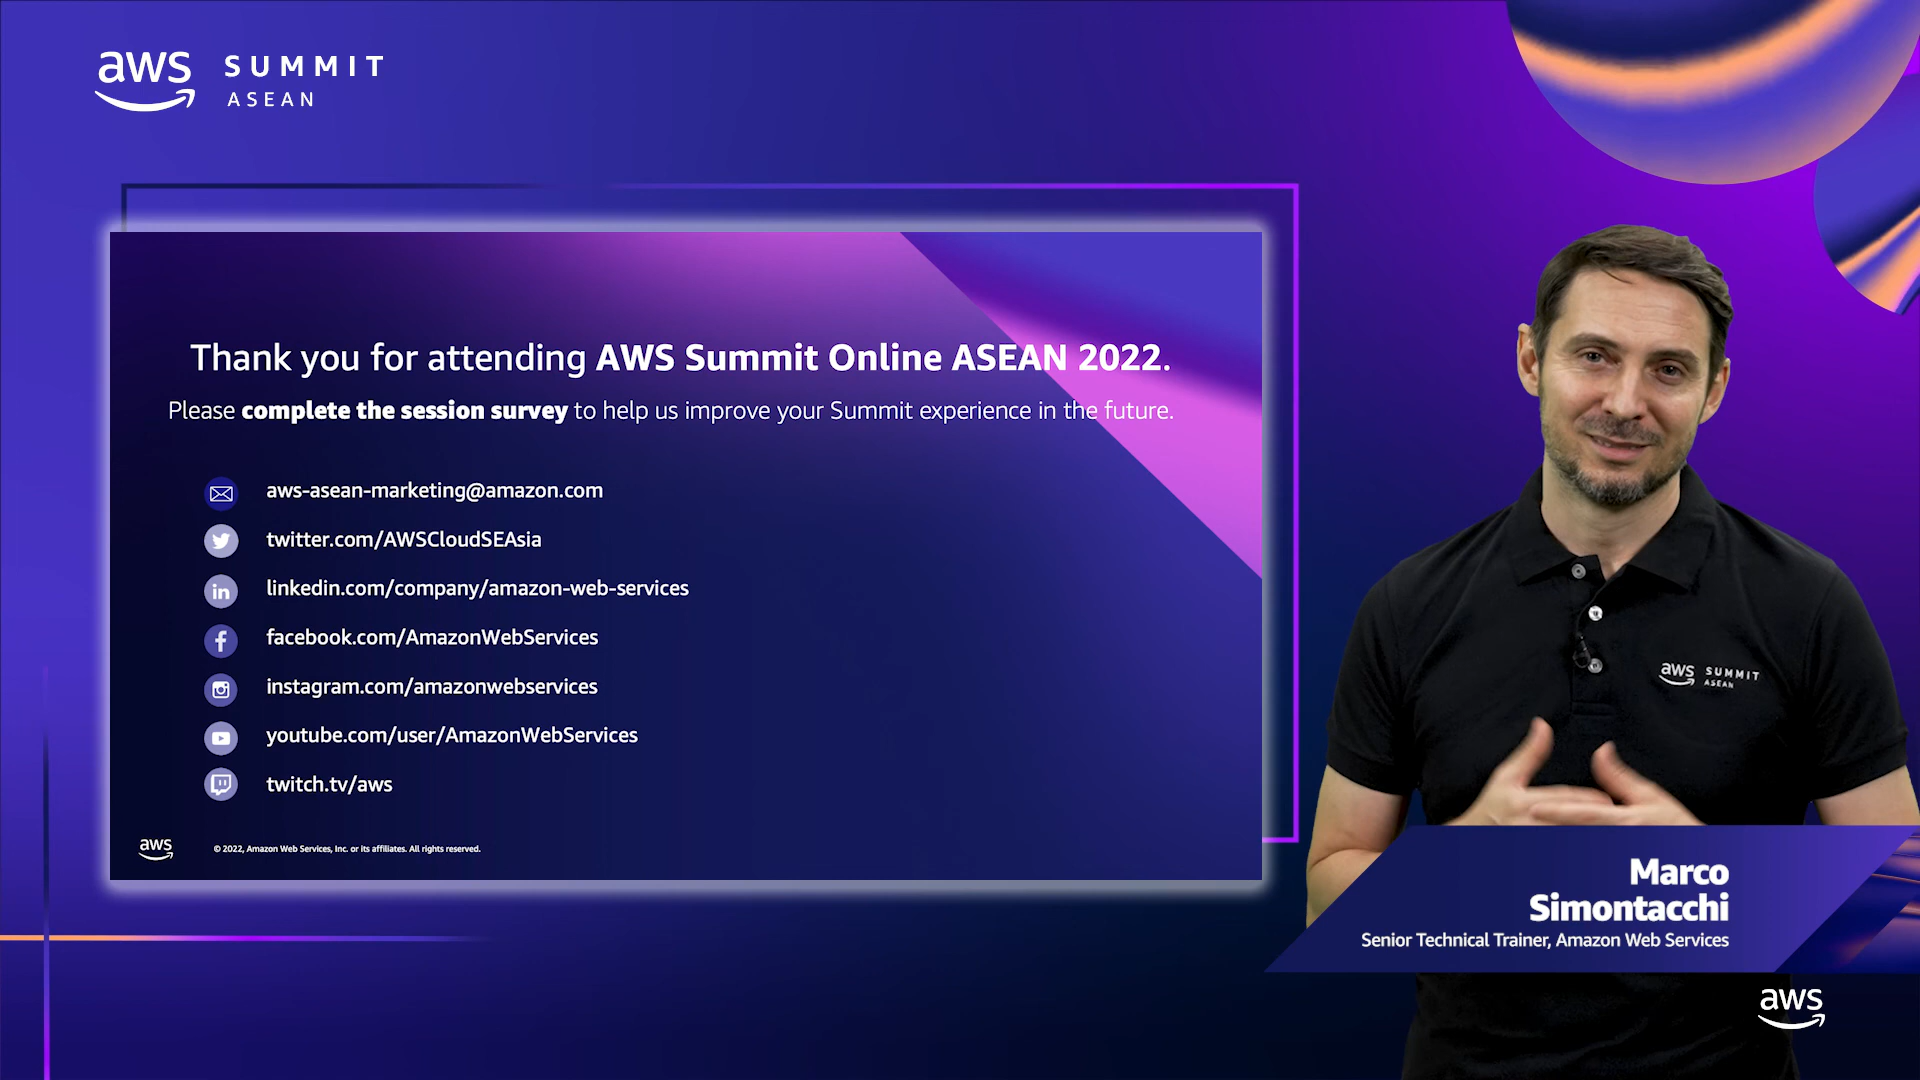 aws SUMMIT
ASEAN
Thank you for attending AWS Summit Online ASEAN 2022.
Please complete the session survey to help us improve your Summit experience in the future.
aws-asean-marketing@amazon.com
twitter.com/AWSCloudSEAsia
linkedin.com/company/amazon-web-services
facebook.com/AmazonWebServices
instagram.com/amazonwebservices
youtube.com/user/AmazonWebServices
twitch.tv/aws
aws © 2022, Amazon Web Services, Inc. or its affiliates. All rights reserved.
aws SUMMIT
ASEAN
Marco
Simontacchi
Senior Technical Trainer, Amazon Web Services
aws